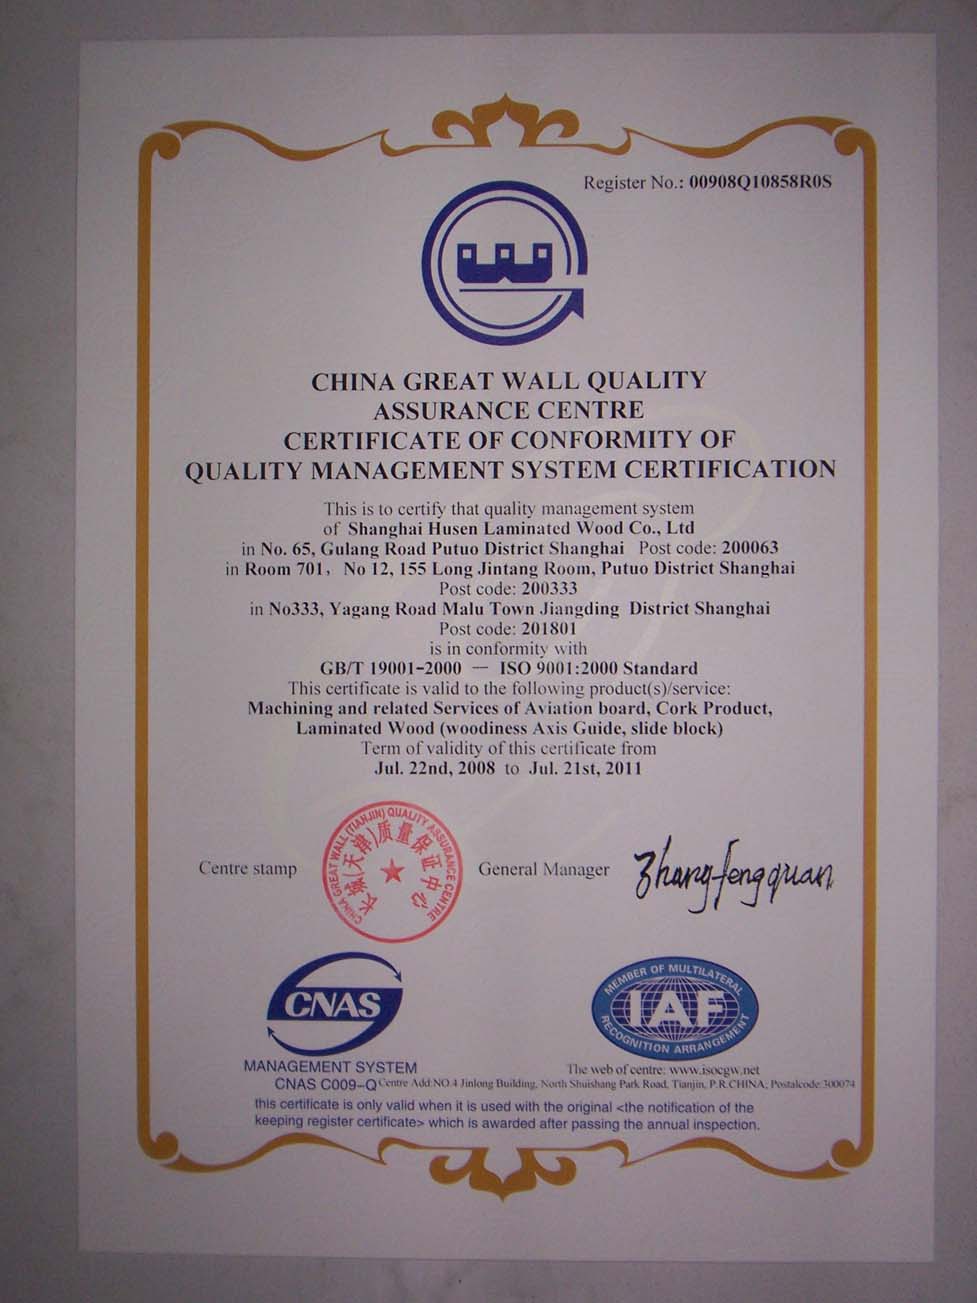 Register No.: 00908Q10858R0S
CHINA GREAT WALL QUALITY
ASSURANCE CENTRE
CERTIFICATE OF CONFORMITY OF
QUALITY MANAGEMENT SYSTEM CERTIFICATION
This is to certify that quality management system
of Shanghai Husen Laminated Wood Co., Ltd
in No. 65, Gulang Road Putuo District Shanghai Post code: 200063
in Room 701, No 12, 155 Long Jintang Room, Putuo District Shanghai
Post code: 200333
in No333, Yagang Road Malu Town Jiangding District Shanghai
Post code: 201801
is in conformity with
GB/T 19001-2000 — ISO 9001:2000 Standard
This certificate is valid to the following product(s)/service:
Machining and related Services of Aviation board, Cork Product,
Laminated Wood (woodiness Axis Guide, slide block)
Term of validity of this certificate from
Jul. 22nd, 2008 to Jul. 21st, 2011
Centre stamp
CHINA GREAT WALL (TIANJIN) QUALITY ASSURANCE CENTRE
长城(天津)质量保证中心
General Manager
Zhangfengquan
CNAS
MANAGEMENT SYSTEM
CNAS C009-Q
MEMBER OF MULTILATERAL
IAF
RECOGNITION ARRANGEMENT
The web of centre: www.isocgw.net
Centre Add:NO.4 Jinlong Building, North Shuishang Park Road, Tianjin, P.R.CHINA, Postalcode:300074
this certificate is only valid when it is used with the original <the notification of the
keeping register certificate> which is awarded after passing the annual inspection.